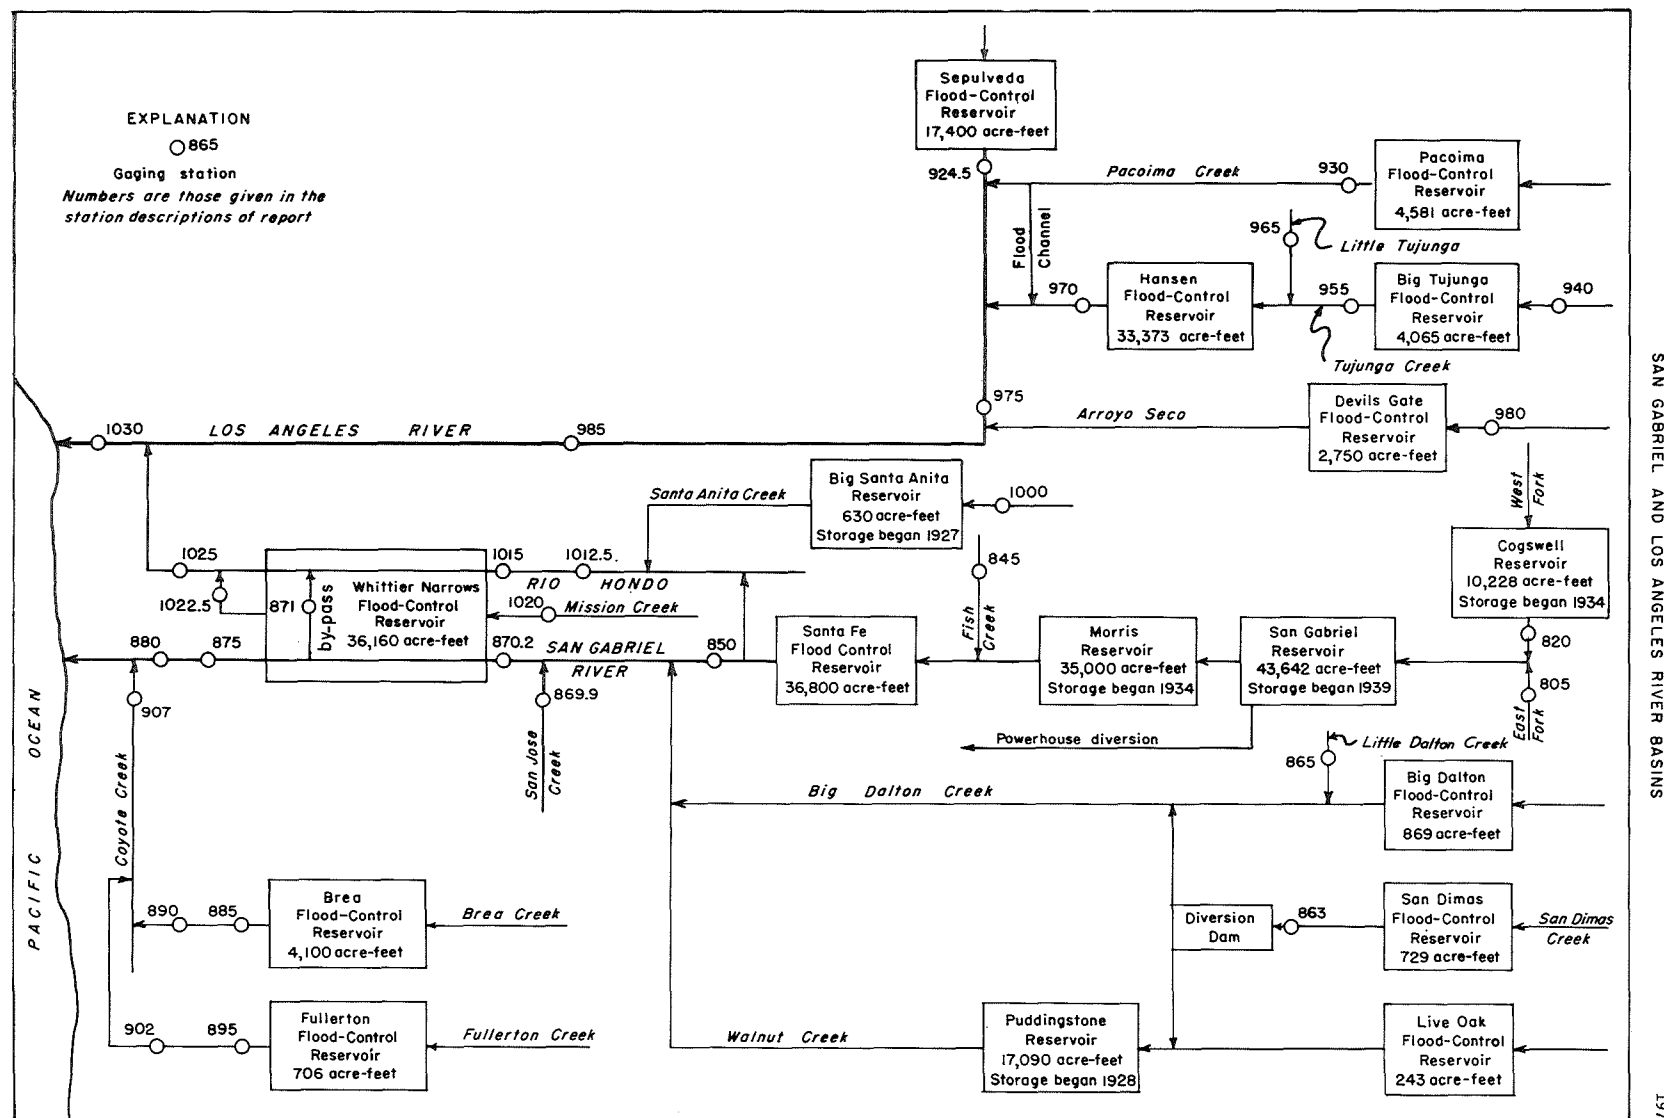 EXPLANATION
865
Gaging station
Numbers are those given in the
station descriptions of report
Sepulveda
Flood-Control
Reservoir
17,400 acre-feet
924.5
Pacoima Creek
930
Pacoima
Flood-Control
Reservoir
4,581 acre-feet
Flood
Channel
965
Little Tujunga
970
Hansen
Flood-Control
Reservoir
33,373 acre-feet
955
Big Tujunga
Flood-Control
Reservoir
4,065 acre-feet
940
Tujunga Creek
975
Arroyo Seco
Devils Gate
Flood-Control
Reservoir
2,750 acre-feet
980
1030
LOS ANGELES RIVER
985
Santa Anita Creek
Big Santa Anita
Reservoir
630 acre-feet
Storage began 1927
1000
West
Fork
Cogswell
Reservoir
10,228 acre-feet
Storage began 1934
820
1025
1015
1012.5
RIO HONDO
845
Fish
Creek
1022.5
871
by-pass
Whittier Narrows
Flood-Control
Reservoir
36,160 acre-feet
1020
Mission Creek
880
875
870.2
SAN GABRIEL
RIVER
850
Santa Fe
Flood Control
Reservoir
36,800 acre-feet
Morris
Reservoir
35,000 acre-feet
Storage began 1934
San Gabriel
Reservoir
43,642 acre-feet
Storage began 1939
805
East
Fork
907
869.9
San Jose
Creek
Powerhouse diversion
Little Dalton Creek
865
Big Dalton Creek
Big Dalton
Flood-Control
Reservoir
869 acre-feet
Coyote Creek
890
885
Brea
Flood-Control
Reservoir
4,100 acre-feet
Brea Creek
Diversion
Dam
863
San Dimas
Flood-Control
Reservoir
729 acre-feet
San Dimas
Creek
902
895
Fullerton
Flood-Control
Reservoir
706 acre-feet
Fullerton Creek
Walnut Creek
Puddingstone
Reservoir
17,090 acre-feet
Storage began 1928
Live Oak
Flood-Control
Reservoir
243 acre-feet
PACIFIC OCEAN
SAN GABRIEL AND LOS ANGELES RIVER BASINS